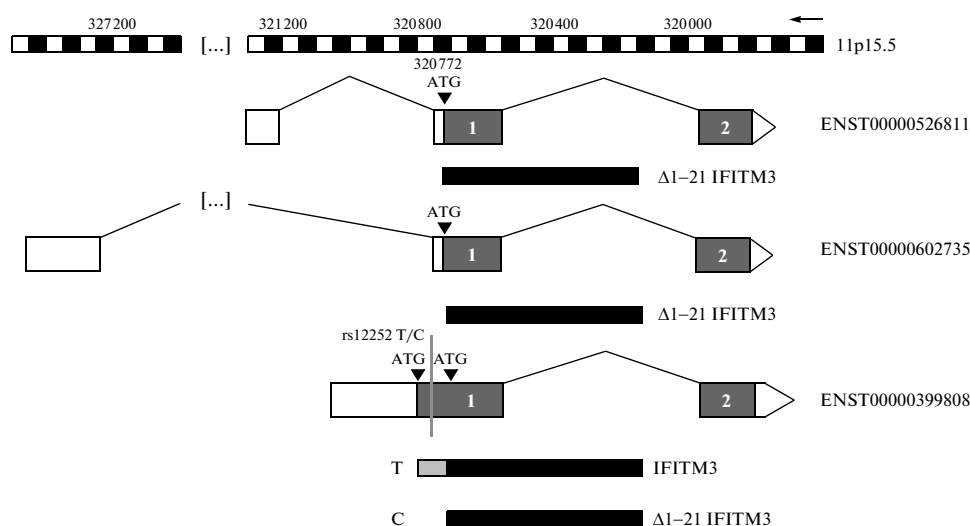 327200 321200 320800 320400 320000
[...] 11p15.5
320772
ATG
1 2 ENST00000526811
Δ1–21 IFITM3
[...]
ATG
1 2 ENST00000602735
Δ1–21 IFITM3
rs12252 T/C
ATG ATG
1 2 ENST00000399808
T IFITM3
C Δ1–21 IFITM3